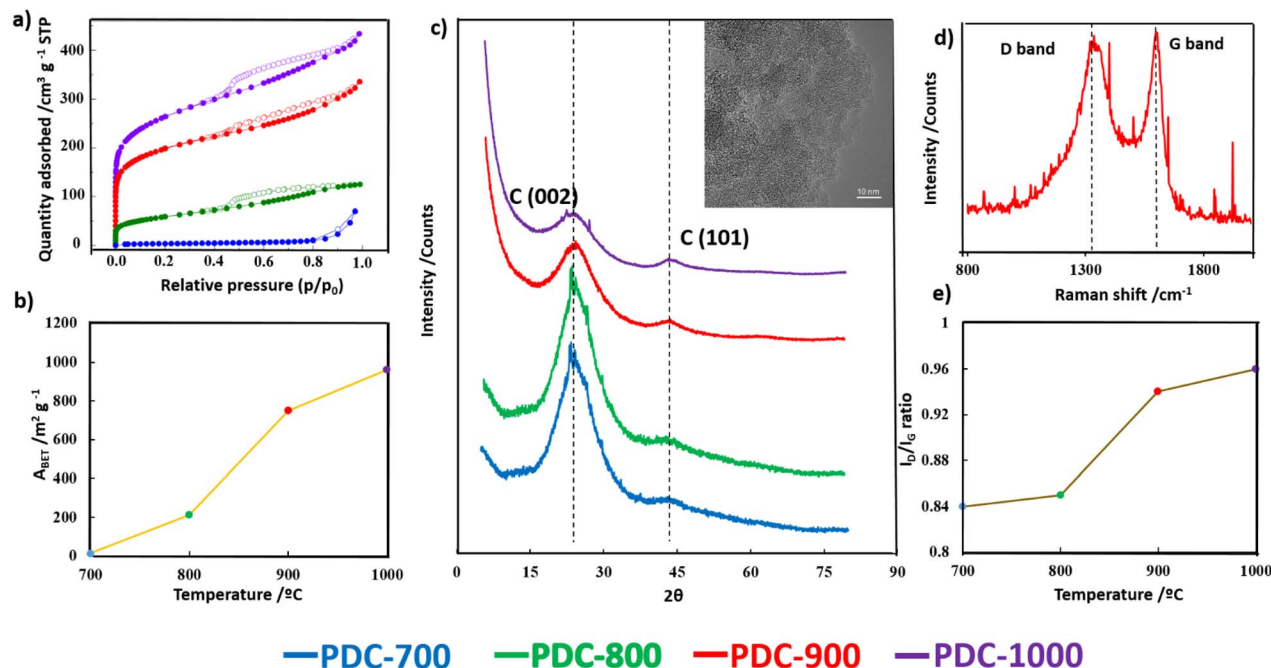 a)
Quantity adsorbed /cm³ g⁻¹ STP
400
300
200
100
0
0.0 0.2 0.4 0.6 0.8 1.0
Relative pressure (p/p₀)
b)
A_BET /m² g⁻¹
1200
1000
800
600
400
200
0
700 800 900 1000
Temperature /ºC
c)
Intensity /Counts
C (002)
C (101)
10 nm
0 15 30 45 60 75 90
2θ
d)
D band
G band
Intensity /Counts
800 1300 1800
Raman shift /cm⁻¹
e)
I_D/I_G ratio
1
0.96
0.92
0.88
0.84
0.8
700 800 900 1000
Temperature /ºC
PDC-700 PDC-800 PDC-900 PDC-1000